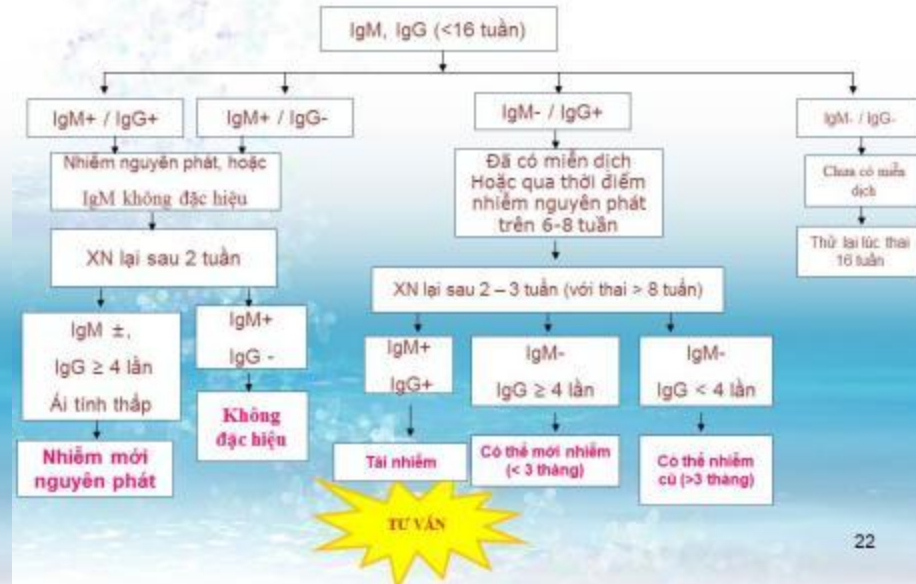 IgM, IgG (<16 tuần)
IgM+ / IgG+
IgM+ / IgG-
IgM- / IgG+
IgM- / IgG-
Nhiễm nguyên phát, hoặc
IgM không đặc hiệu
Đã có miễn dịch
Hoặc qua thời điểm
nhiễm nguyên phát
trên 6-8 tuần
Chưa có miễn
dịch
XN lại sau 2 tuần
Thử lại lúc thai
16 tuần
XN lại sau 2 – 3 tuần (với thai > 8 tuần)
IgM ±,
IgG ≥ 4 lần
Ái tính thấp
IgM+
IgG -
IgM+
IgG+
IgM-
IgG ≥ 4 lần
IgM-
IgG < 4 lần
Nhiễm mới
nguyên phát
Không
đặc hiệu
Tái nhiễm
Có thể mới nhiễm
(< 3 tháng)
Có thể nhiễm
cũ (>3 tháng)
TƯ VẤN
22